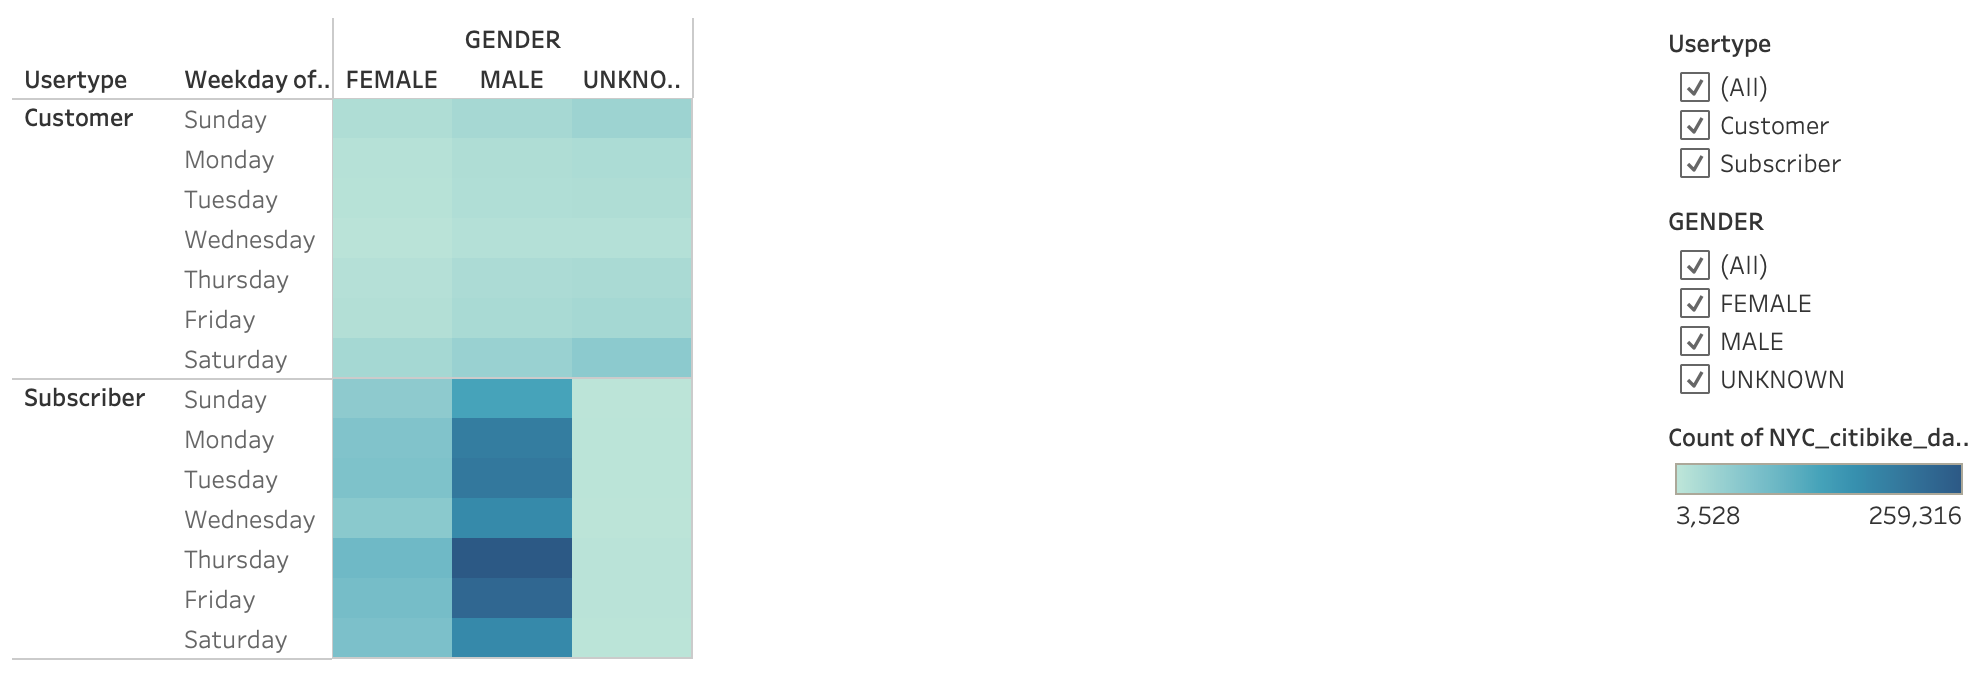 GENDER
Usertype Weekday of.. FEMALE MALE UNKNO..
Customer Sunday
Monday
Tuesday
Wednesday
Thursday
Friday
Saturday
Subscriber Sunday
Monday
Tuesday
Wednesday
Thursday
Friday
Saturday
Usertype
(All)
Customer
Subscriber
GENDER
(All)
FEMALE
MALE
UNKNOWN
Count of NYC_citibike_da..
3,528 259,316